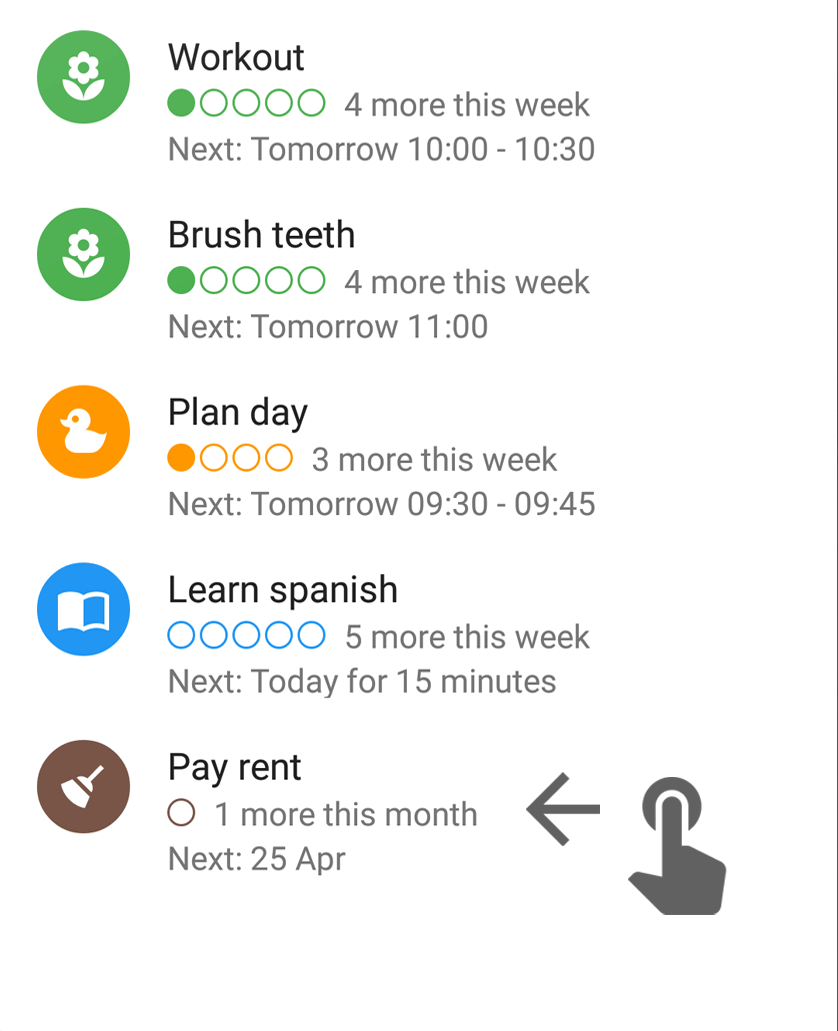 Workout
4 more this week
Next: Tomorrow 10:00 - 10:30
Brush teeth
4 more this week
Next: Tomorrow 11:00
Plan day
3 more this week
Next: Tomorrow 09:30 - 09:45
Learn spanish
5 more this week
Next: Today for 15 minutes
Pay rent
1 more this month
Next: 25 Apr